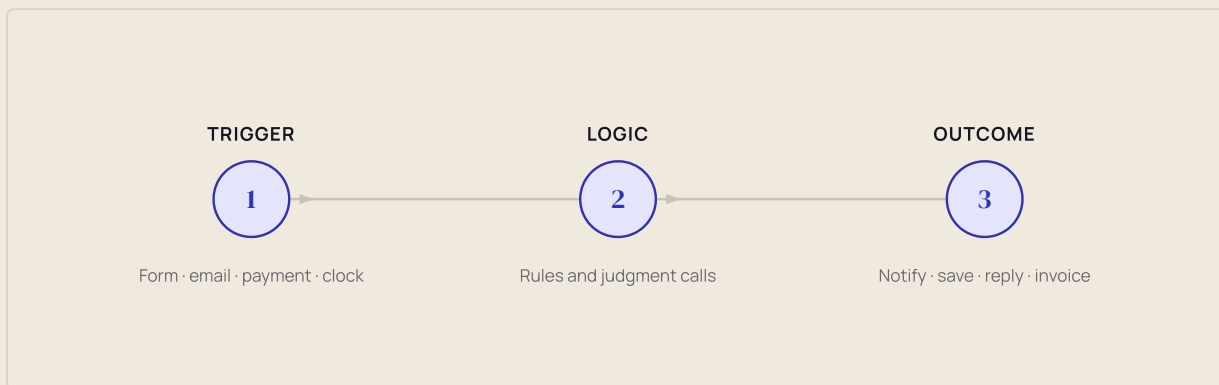 TRIGGER
LOGIC
OUTCOME
1
2
3
Form · email · payment · clock
Rules and judgment calls
Notify · save · reply · invoice